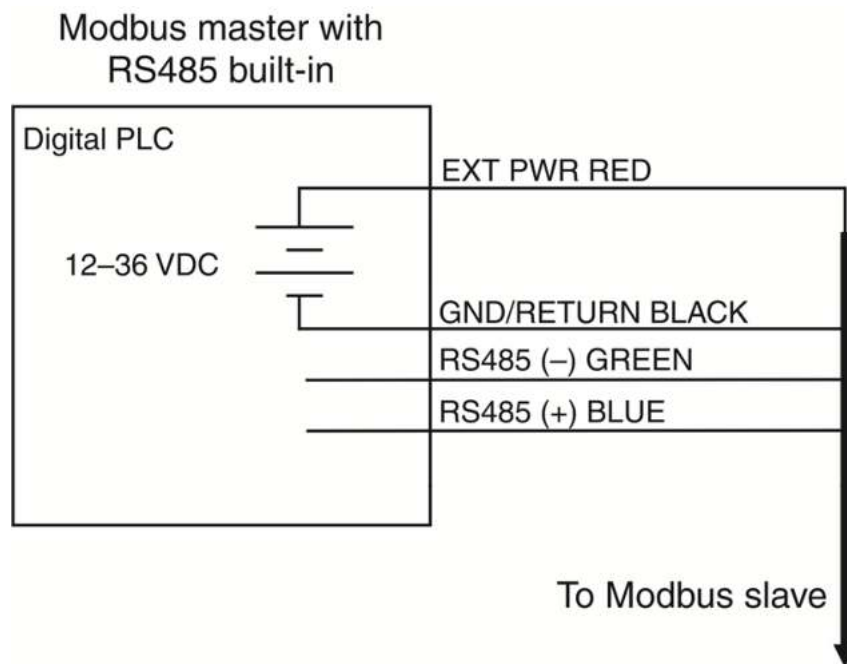 Modbus master with
RS485 built-in
Digital PLC
EXT PWR RED
12–36 VDC
GND/RETURN BLACK
RS485 (–) GREEN
RS485 (+) BLUE
To Modbus slave